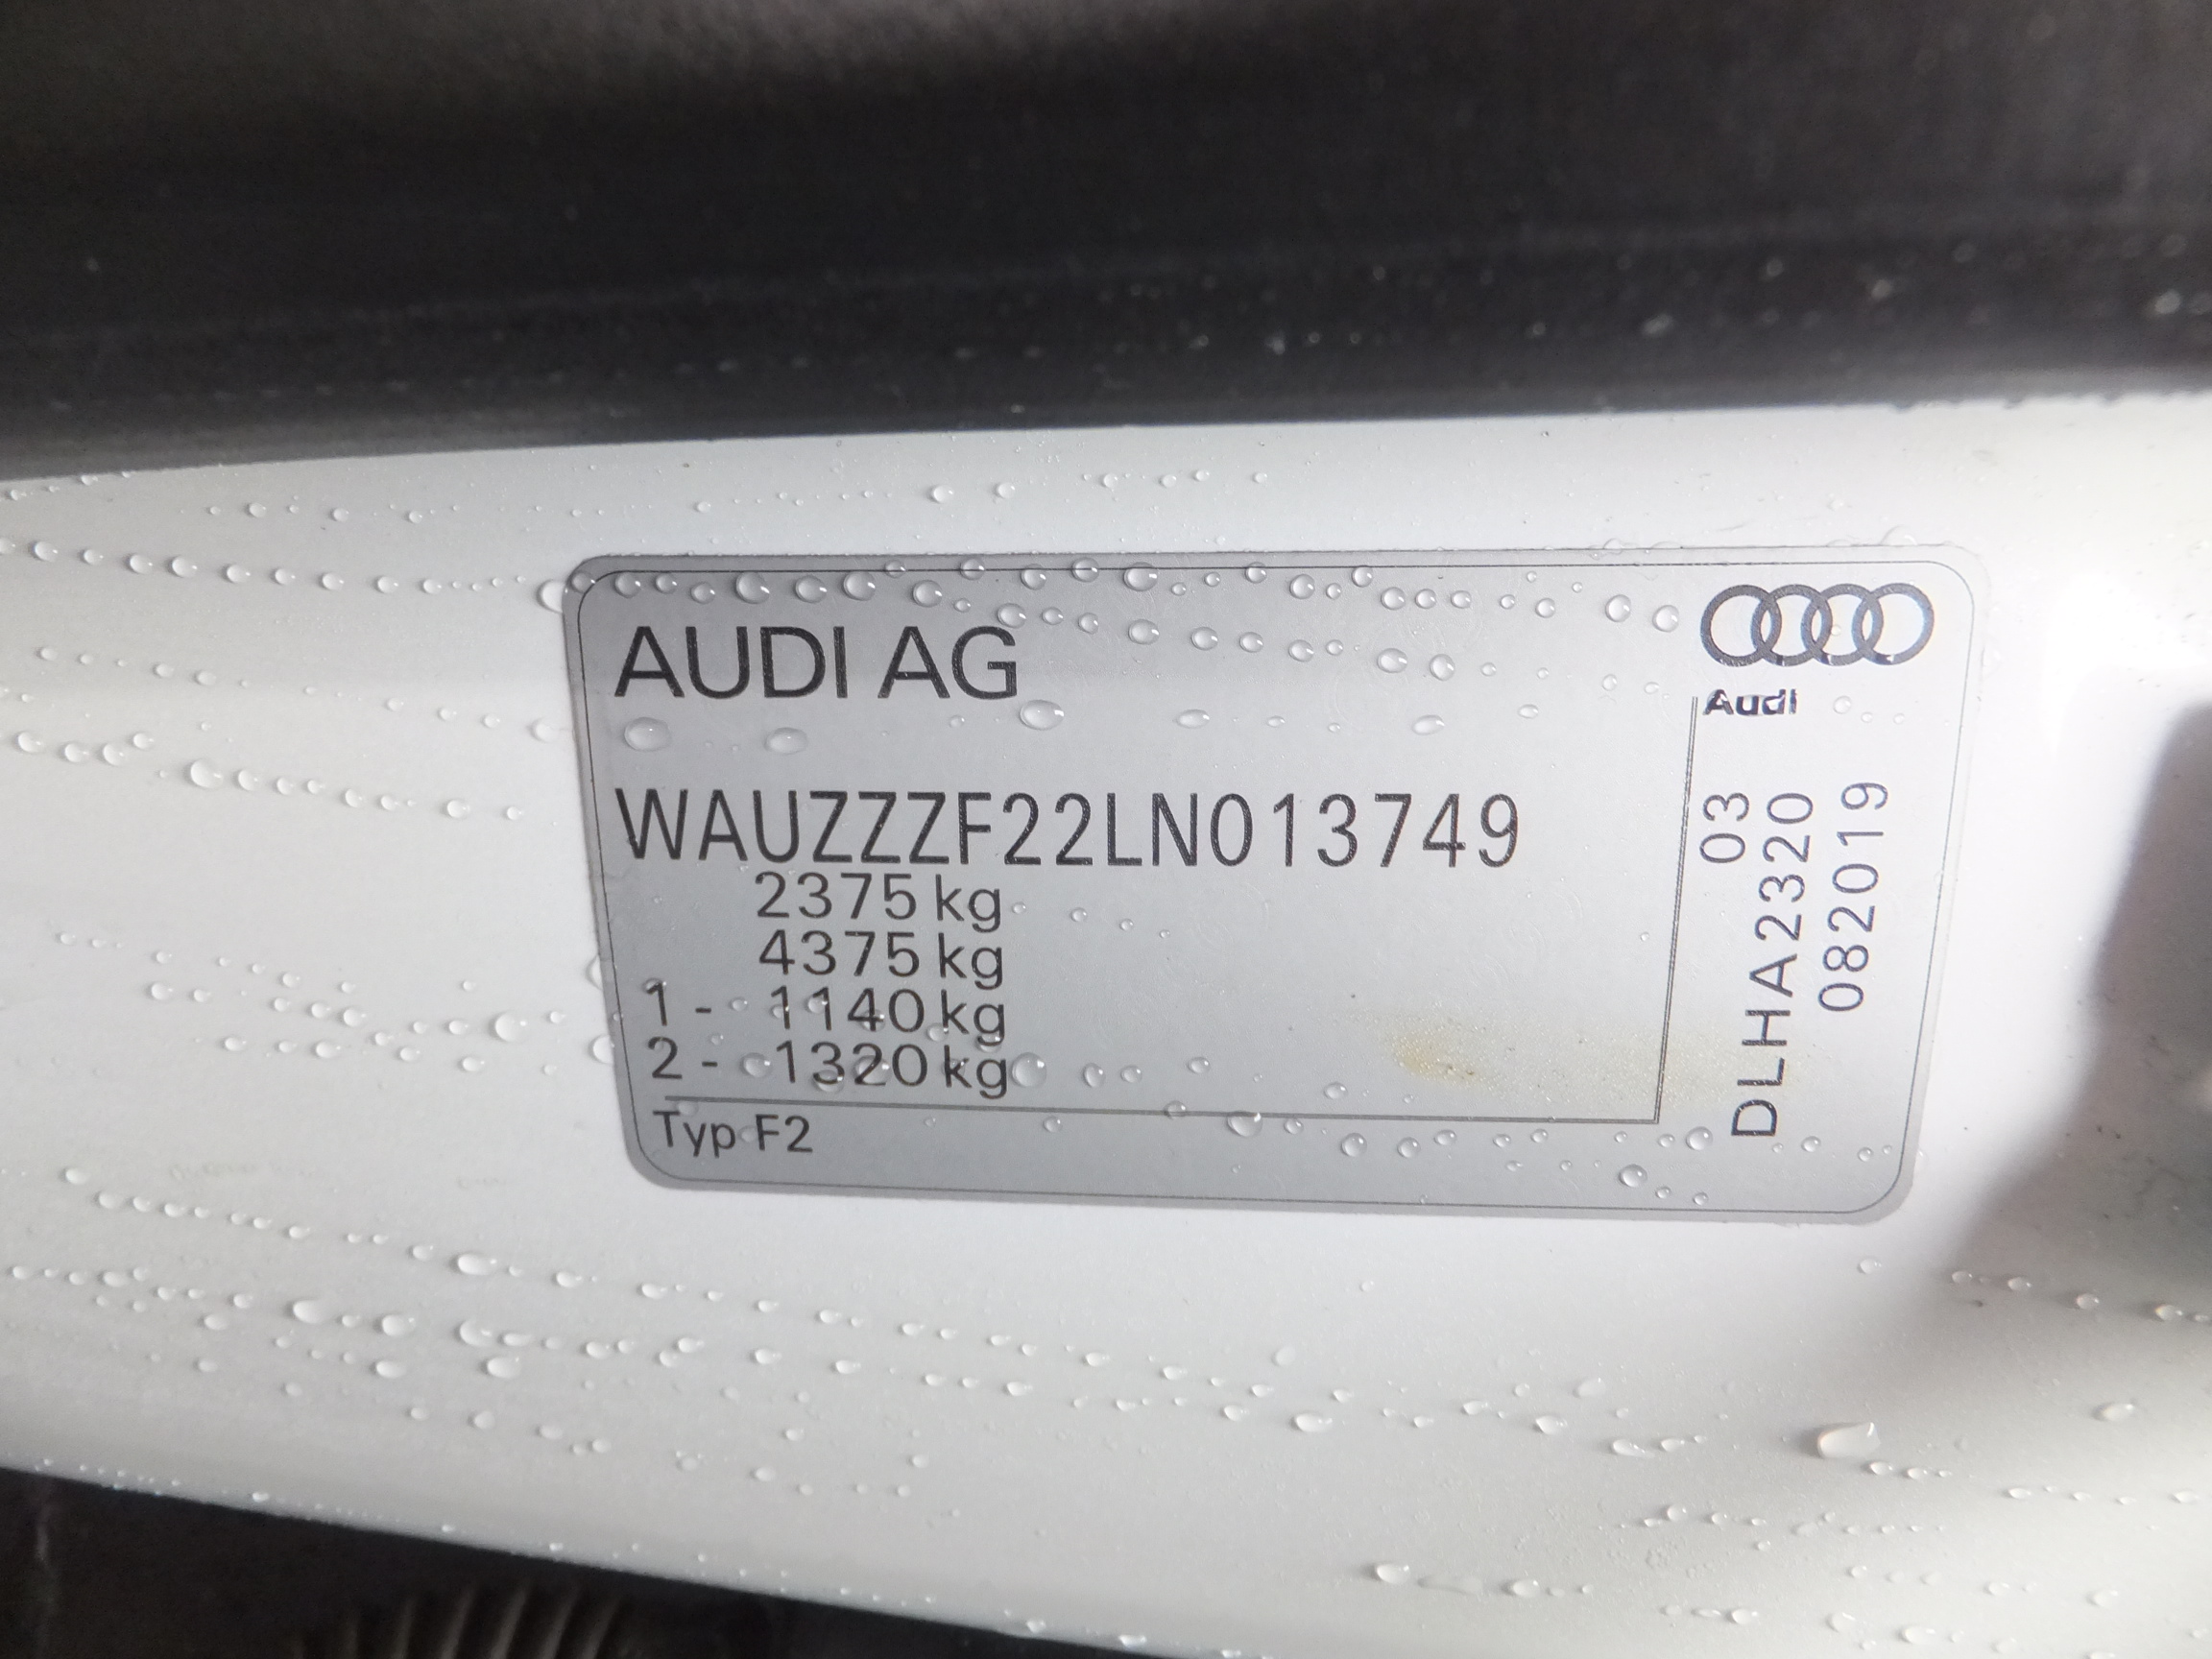 AUDI AG
Audi
WAUZZZF22LN013749
2375 kg
4375 kg
1 - 1140 kg
2 - 1320 kg
Typ F2
03
DLHA2320
082019